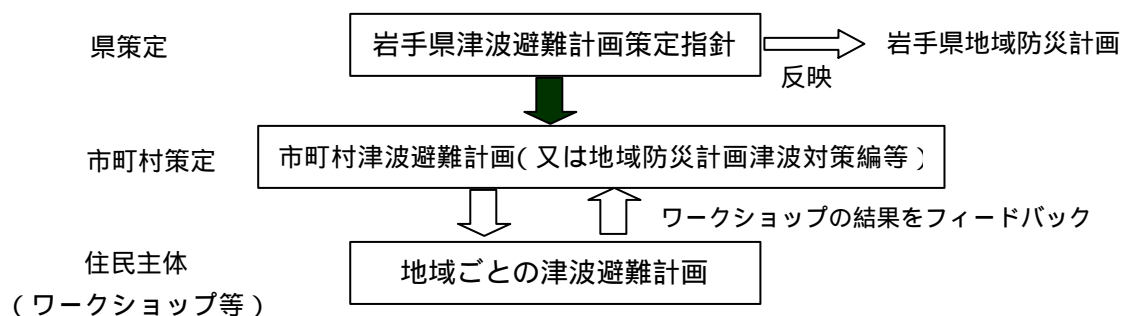 県策定
岩手県津波避難計画策定指針
岩手県地域防災計画
反映
市町村策定
市町村津波避難計画(又は地域防災計画津波対策編等)
ワークショップの結果をフィードバック
住民主体
(ワークショップ等)
地域ごとの津波避難計画